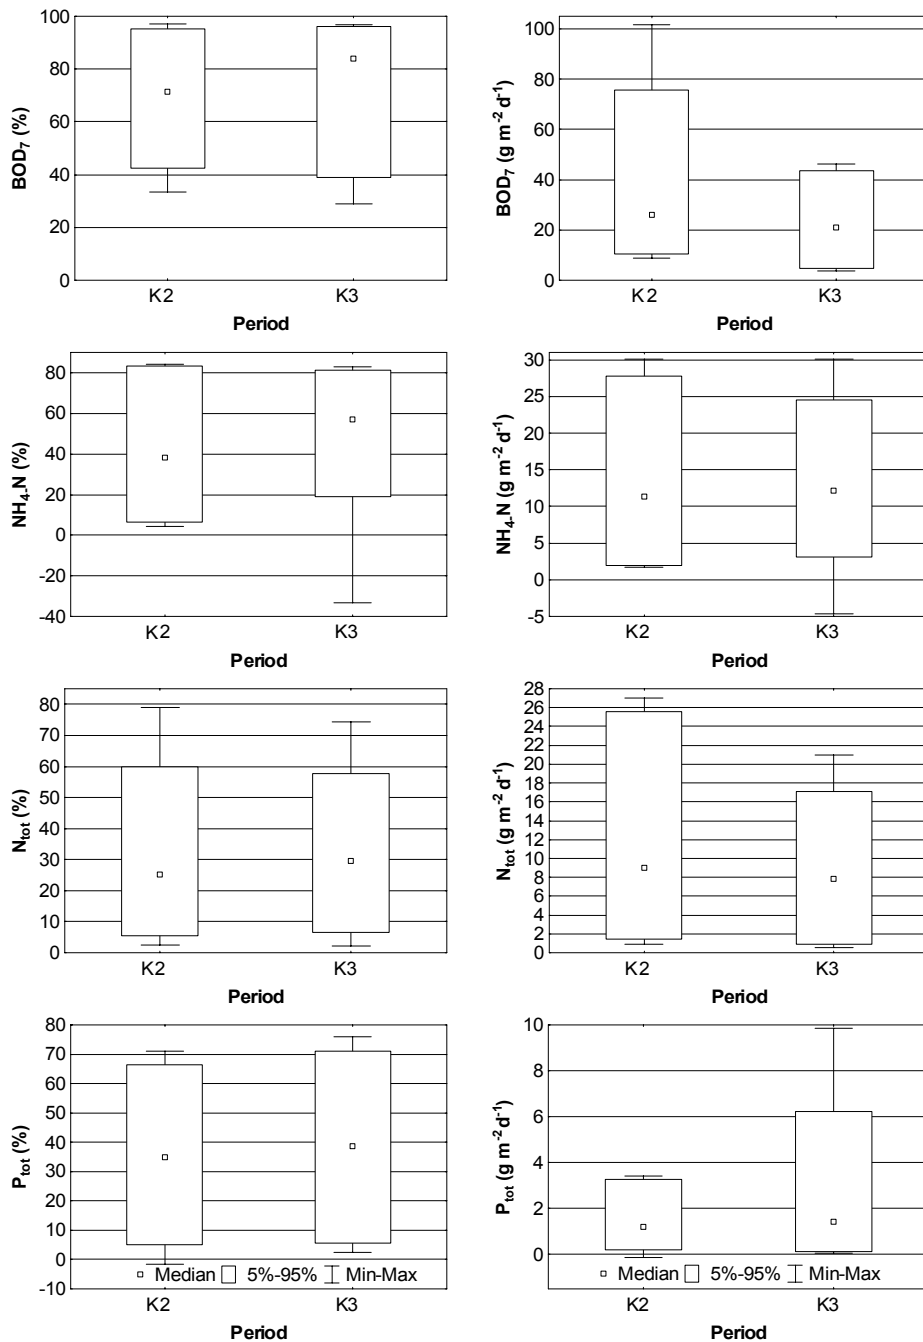 BOD7 (%)
100
80
60
40
20
0
K2 K3
Period
BOD7 (g m-2 d-1)
100
80
60
40
20
0
K2 K3
Period
NH4-N (%)
80
60
40
20
0
-20
-40
K2 K3
Period
NH4-N (g m-2 d-1)
30
25
20
15
10
5
0
-5
K2 K3
Period
Ntot (%)
80
70
60
50
40
30
20
10
0
K2 K3
Period
Ntot (g m-2 d-1)
28
26
24
22
20
18
16
14
12
10
8
6
4
2
0
K2 K3
Period
Ptot (%)
80
70
60
50
40
30
20
10
0
-10
Median 5%-95% Min-Max
K2 K3
Period
Ptot (g m-2 d-1)
10
8
6
4
2
0
Median 5%-95% Min-Max
K2 K3
Period